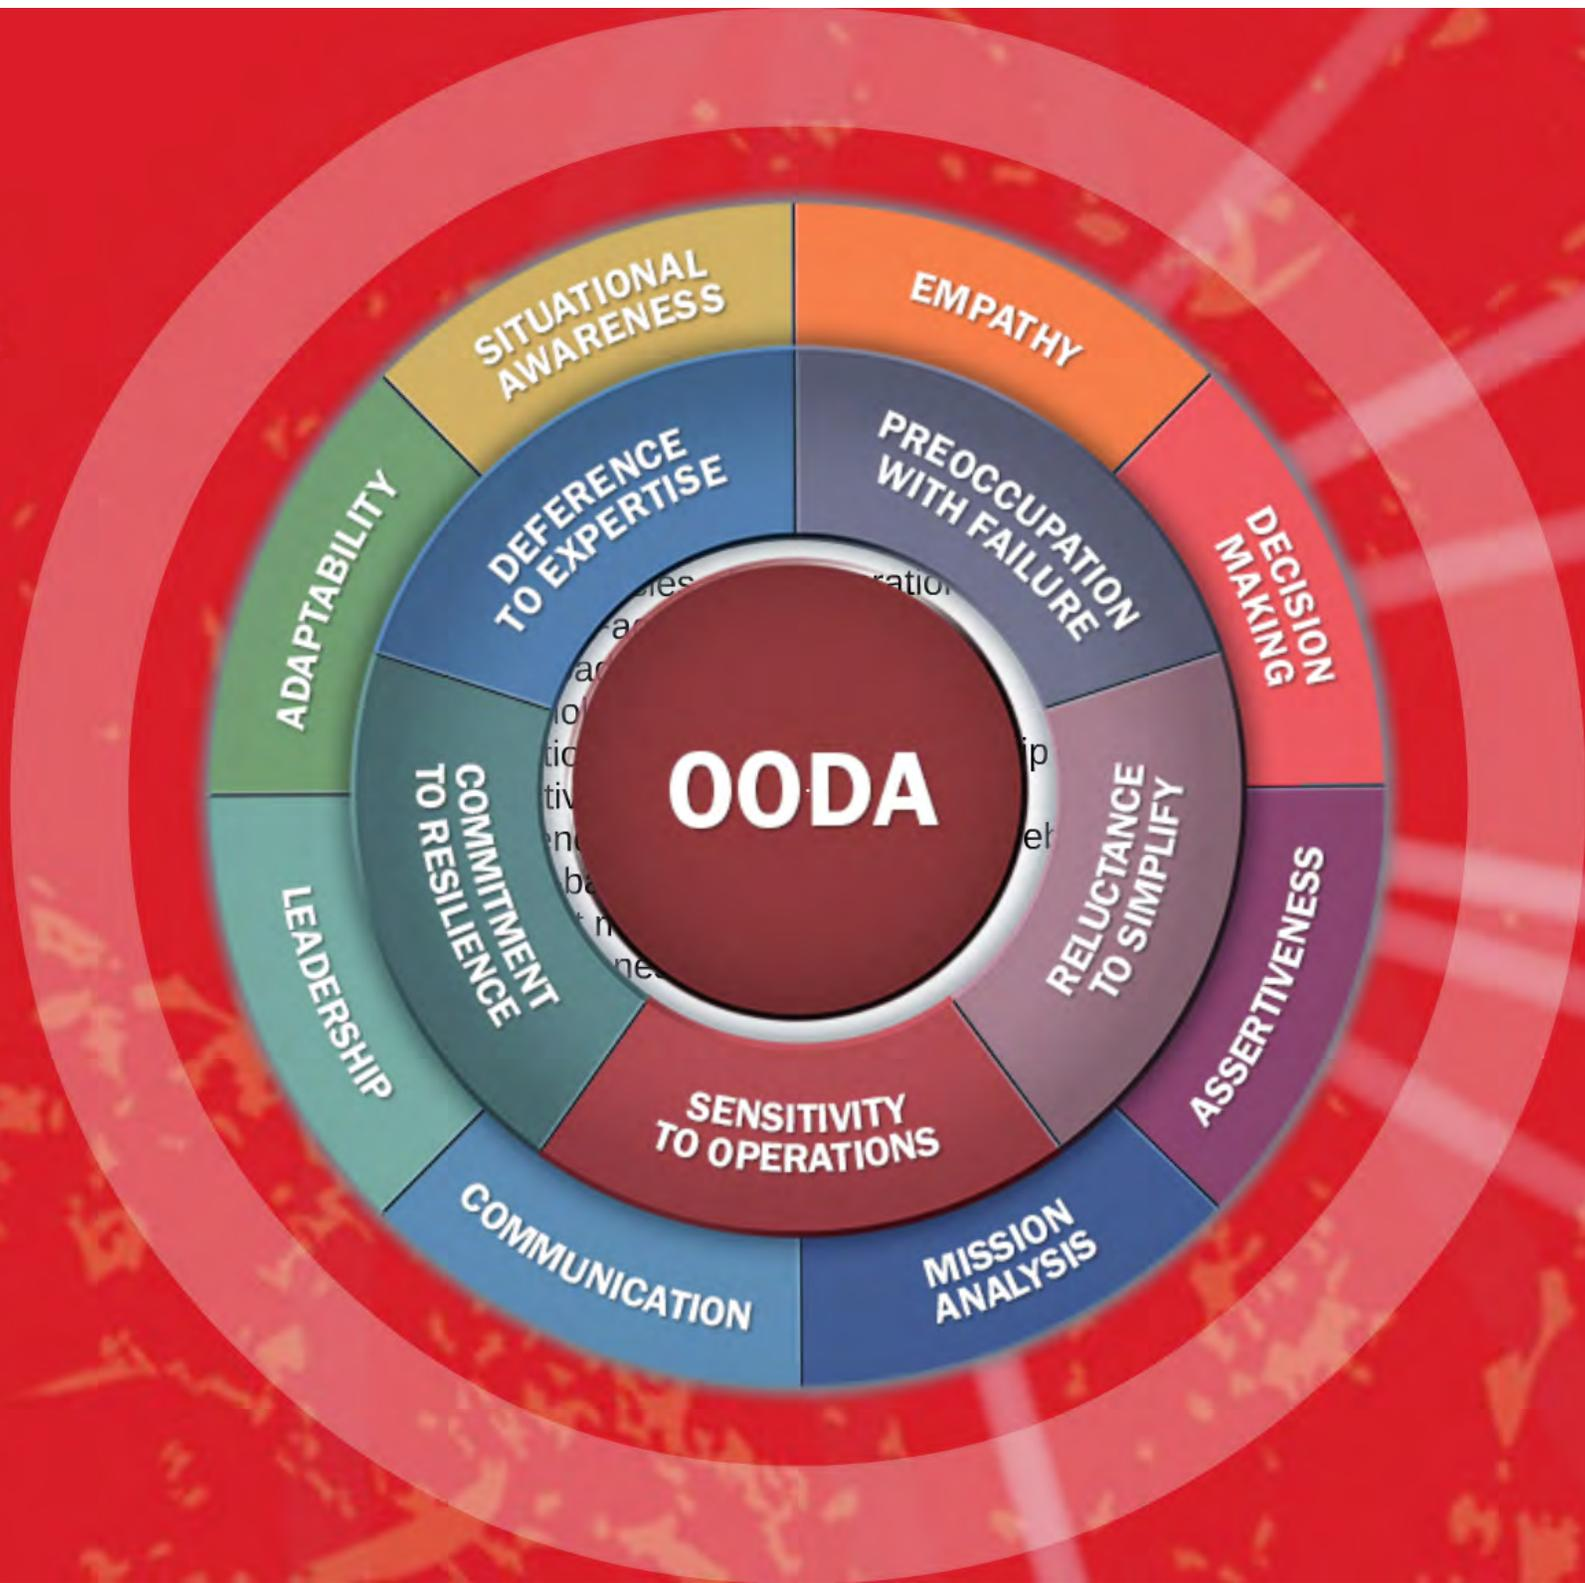 SITUATIONAL
AWARENESS
EMPATHY
DECISION
MAKING
ASSERTIVENESS
MISSION
ANALYSIS
COMMUNICATION
LEADERSHIP
ADAPTABILITY
DEFERENCE
TO EXPERTISE
PREOCCUPATION
WITH FAILURE
RELUCTANCE
TO SIMPLIFY
SENSITIVITY
TO OPERATIONS
COMMITMENT
TO RESILIENCE
OODA